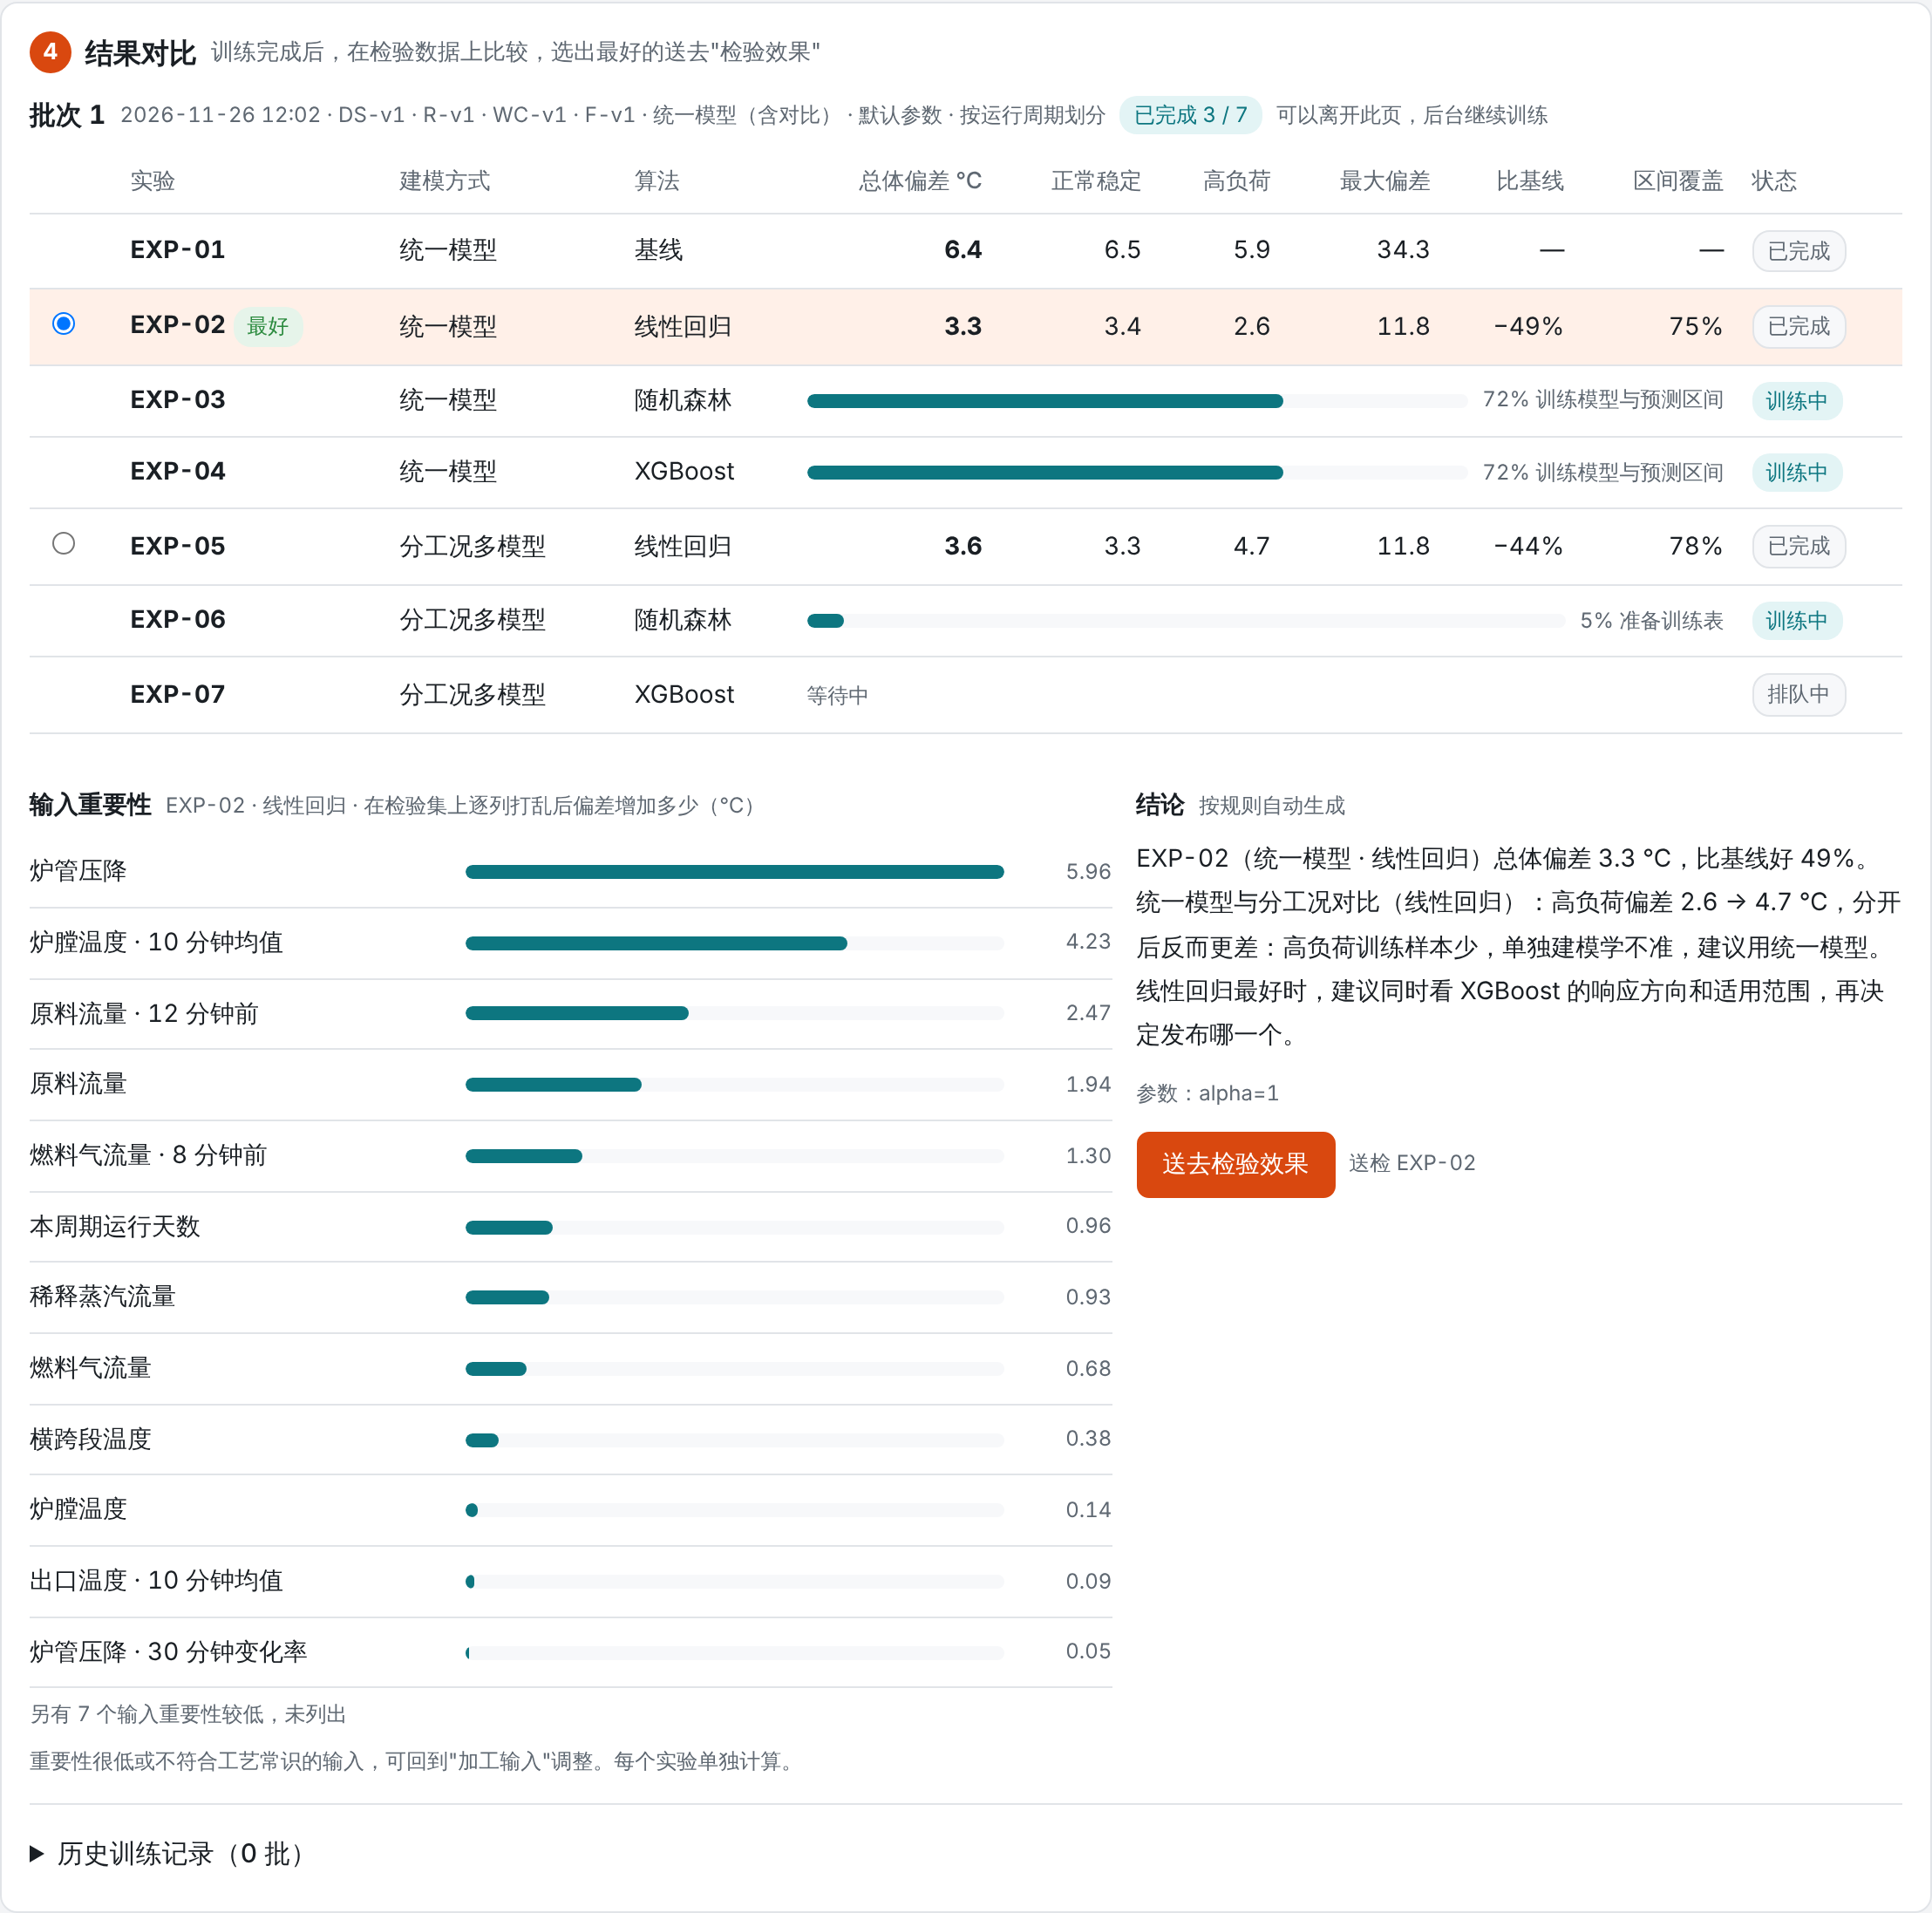 4 结果对比 训练完成后，在检验数据上比较，选出最好的送去"检验效果"
批次 1 2026-11-26 12:02 · DS-v1 · R-v1 · WC-v1 · F-v1 · 统一模型（含对比） · 默认参数 · 按运行周期划分 已完成 3 / 7 可以离开此页，后台继续训练
实验 建模方式 算法 总体偏差 °C 正常稳定 高负荷 最大偏差 比基线 区间覆盖 状态
EXP-01 统一模型 基线 6.4 6.5 5.9 34.3 — — 已完成
EXP-02 最好 统一模型 线性回归 3.3 3.4 2.6 11.8 −49% 75% 已完成
EXP-03 统一模型 随机森林 72% 训练模型与预测区间 训练中
EXP-04 统一模型 XGBoost 72% 训练模型与预测区间 训练中
EXP-05 分工况多模型 线性回归 3.6 3.3 4.7 11.8 −44% 78% 已完成
EXP-06 分工况多模型 随机森林 5% 准备训练表 训练中
EXP-07 分工况多模型 XGBoost 等待中 排队中
输入重要性 EXP-02 · 线性回归 · 在检验集上逐列打乱后偏差增加多少（°C）
炉管压降 5.96
炉膛温度 · 10 分钟均值 4.23
原料流量 · 12 分钟前 2.47
原料流量 1.94
燃料气流量 · 8 分钟前 1.30
本周期运行天数 0.96
稀释蒸汽流量 0.93
燃料气流量 0.68
横跨段温度 0.38
炉膛温度 0.14
出口温度 · 10 分钟均值 0.09
炉管压降 · 30 分钟变化率 0.05
另有 7 个输入重要性较低，未列出
重要性很低或不符合工艺常识的输入，可回到"加工输入"调整。每个实验单独计算。
结论 按规则自动生成
EXP-02（统一模型 · 线性回归）总体偏差 3.3 °C，比基线好 49%。
统一模型与分工况对比（线性回归）：高负荷偏差 2.6 → 4.7 °C，分开
后反而更差：高负荷训练样本少，单独建模学不准，建议用统一模型。
线性回归最好时，建议同时看 XGBoost 的响应方向和适用范围，再决
定发布哪一个。
参数：alpha=1
送去检验效果 送检 EXP-02
▶ 历史训练记录（0 批）